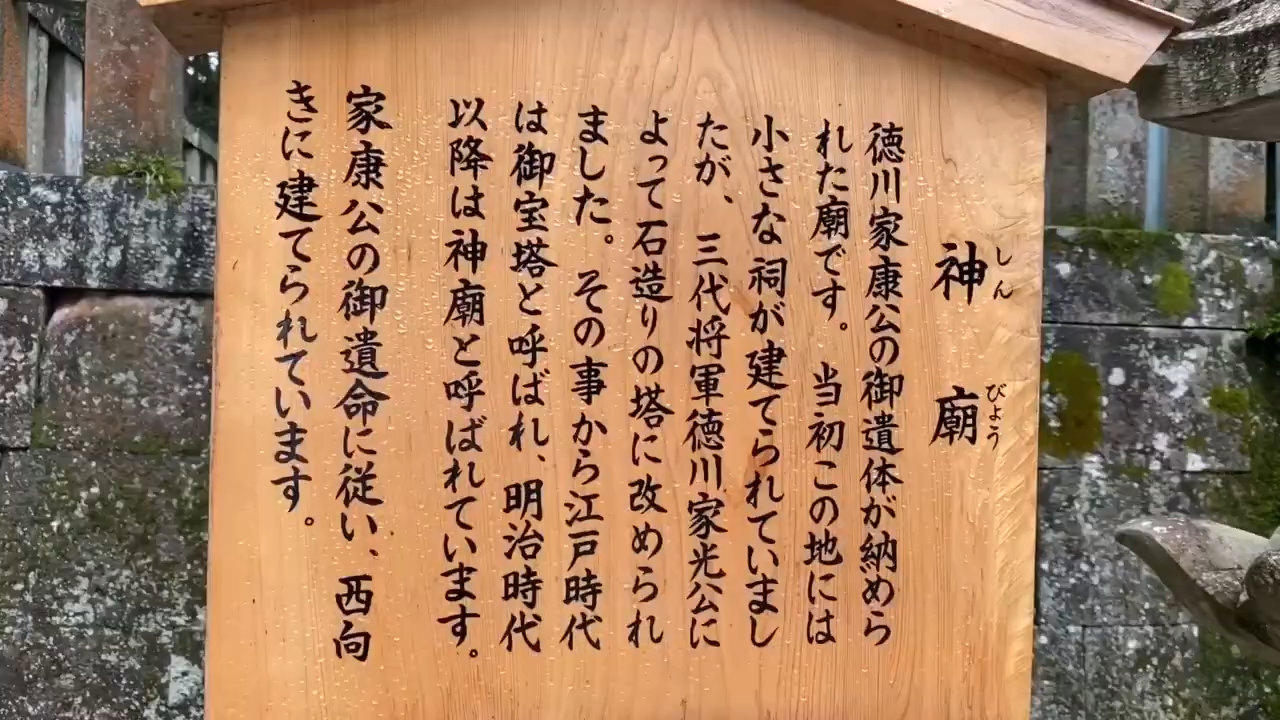 神廟
しんびょう
徳川家康公の御遺体が納めら
れた廟です。当初この地には
小さな祠が建てられていまし
たが、三代将軍徳川家光公に
よって石造りの塔に改められ
ました。その事から江戸時代
は御宝塔と呼ばれ、明治時代
以降は神廟と呼ばれています。
家康公の御遺命に従い、西向
きに建てられています。